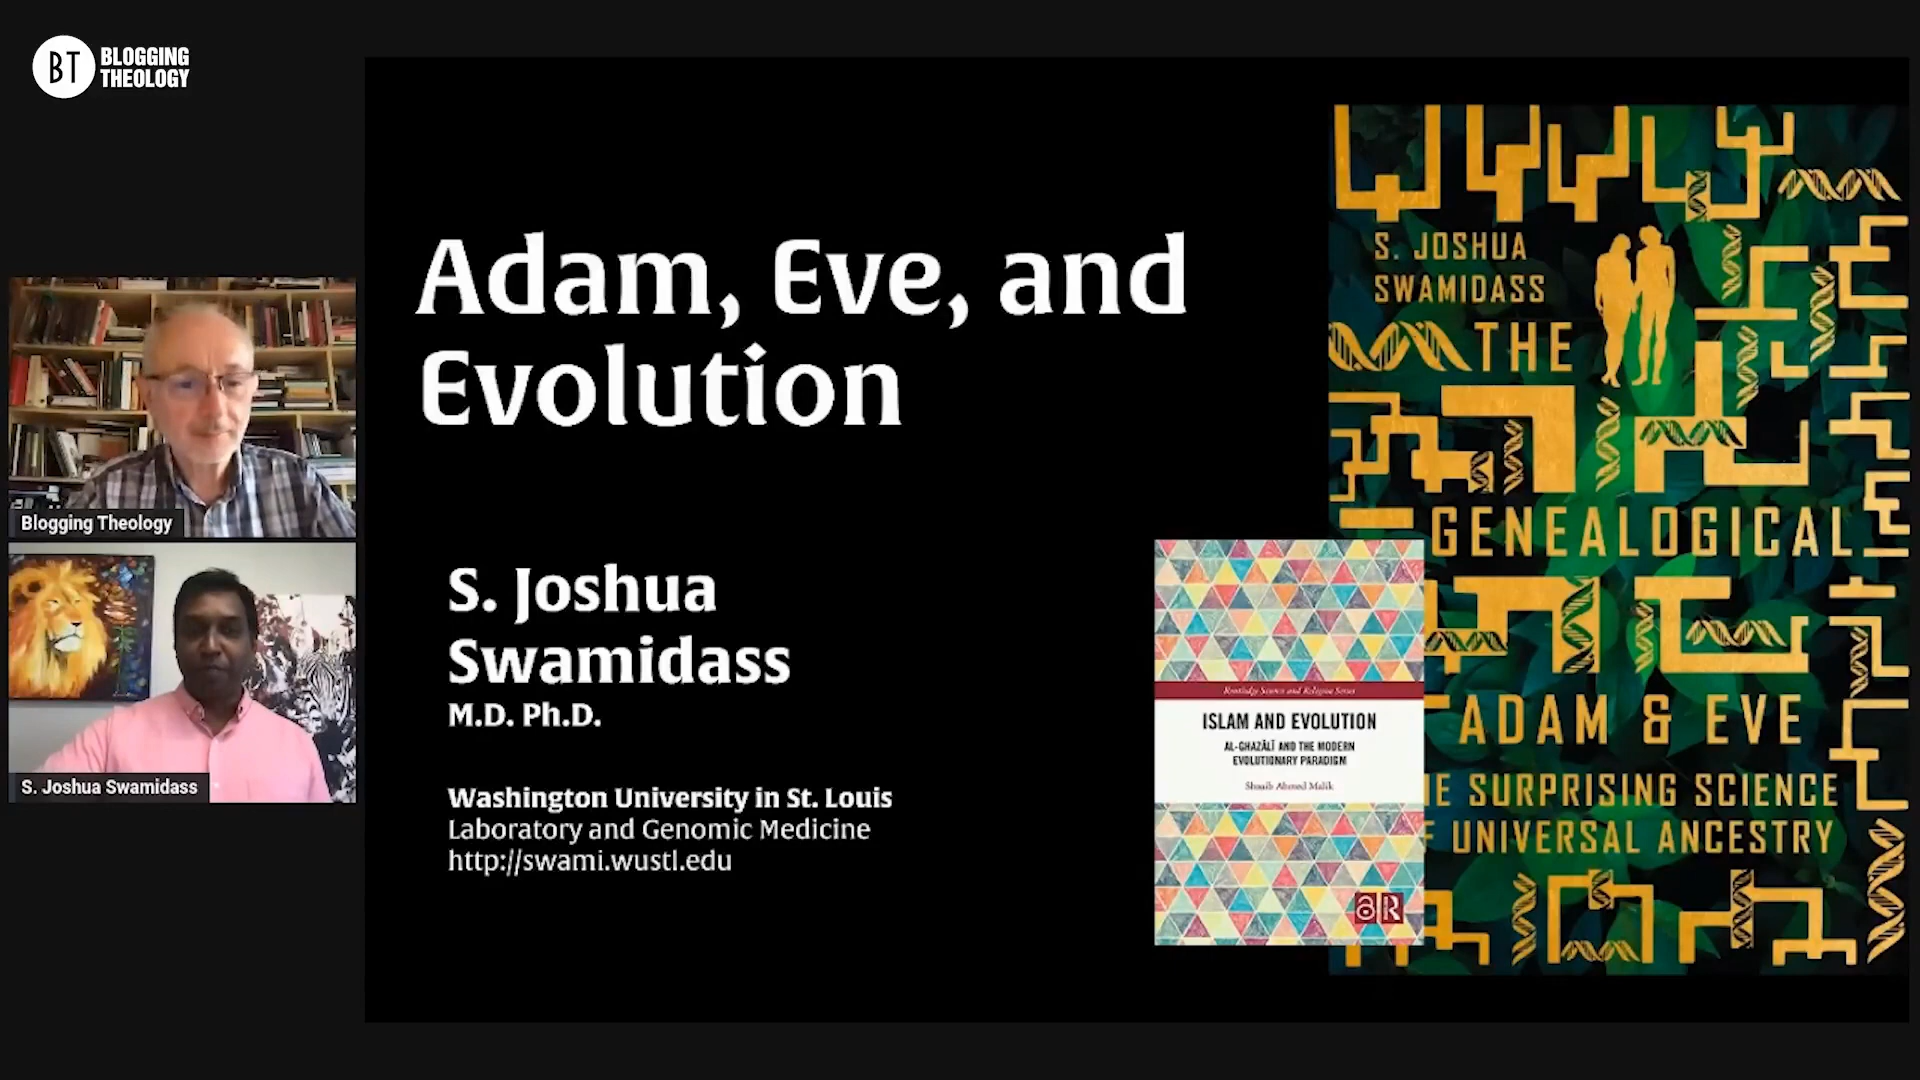 BT BLOGGING
THEOLOGY
Adam, Eve, and
Evolution
S. Joshua
Swamidass
M.D. Ph.D.
Washington University in St. Louis
Laboratory and Genomic Medicine
http://swami.wustl.edu
Blogging Theology
S. Joshua Swamidass
Routledge Science and Religion Series
ISLAM AND EVOLUTION
AL-GHAZĀLĪ AND THE MODERN
EVOLUTIONARY PARADIGM
Shoaib Ahmed Malik
R
S. JOSHUA
SWAMIDASS
THE
GENEALOGICAL
ADAM & EVE
SURPRISING SCIENCE
UNIVERSAL ANCESTRY